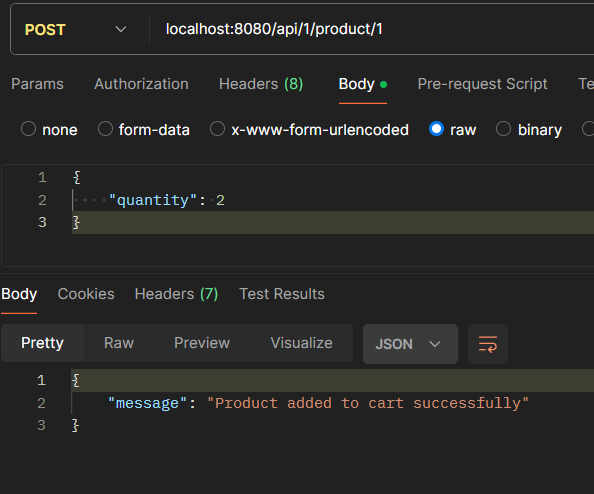 POST localhost:8080/api/1/product/1
Params Authorization Headers (8) Body Pre-request Script Te
none form-data x-www-form-urlencoded raw binary
1 {
2 "quantity": 2
3 }
Body Cookies Headers (7) Test Results
Pretty Raw Preview Visualize JSON
1 {
2 "message": "Product added to cart successfully"
3 }